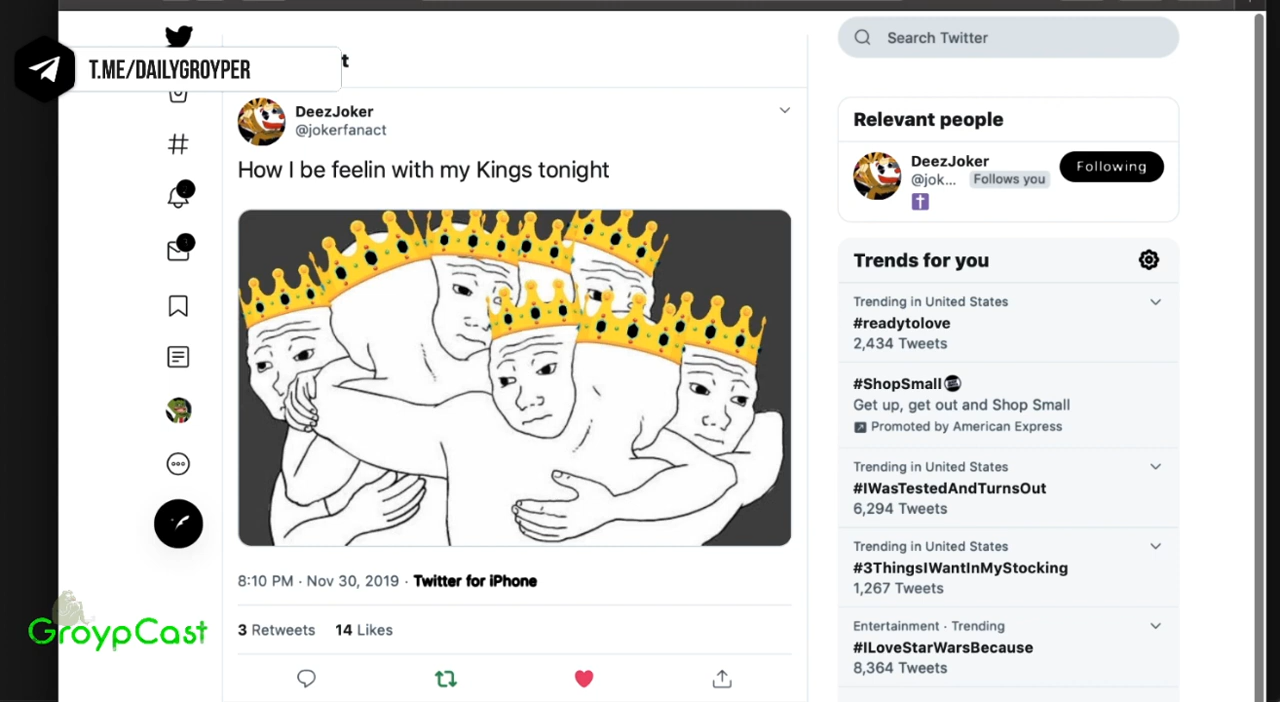 T.ME/DAILYGROYPER
t
Search Twitter
DeezJoker
@jokerfanact
How I be feelin with my Kings tonight
8:10 PM · Nov 30, 2019 · Twitter for iPhone
3 Retweets 14 Likes
GroypCast
Relevant people
DeezJoker
@jok... Follows you
Following
Trends for you
Trending in United States
#readytolove
2,434 Tweets
#ShopSmall
Get up, get out and Shop Small
Promoted by American Express
Trending in United States
#IWasTestedAndTurnsOut
6,294 Tweets
Trending in United States
#3ThingsIWantInMyStocking
1,267 Tweets
Entertainment · Trending
#ILoveStarWarsBecause
8,364 Tweets